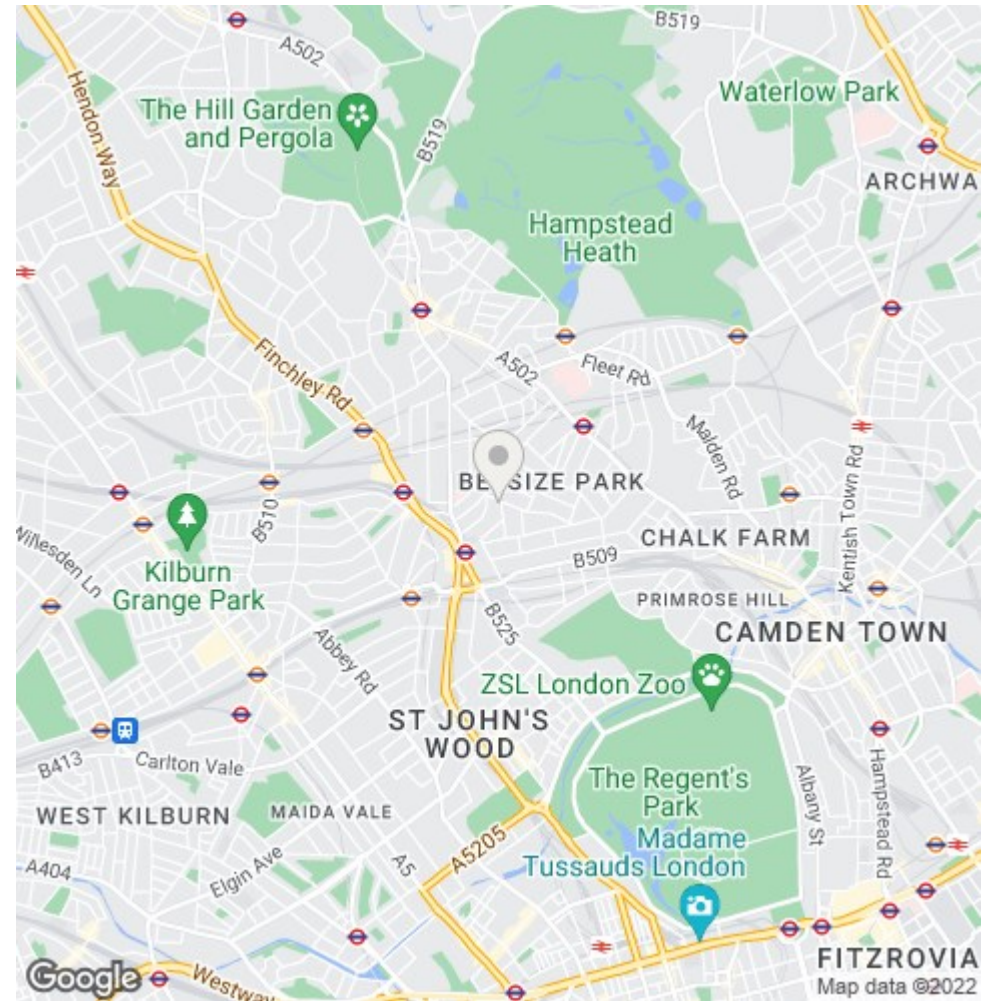 B519
A502
Hendon Way
The Hill Garden
and Pergola
B519
Waterlow Park
ARCHWA
Hampstead
Heath
Finchley Rd
A502
Fleet Rd
Malden Rd
Kentish Town Rd
BELSIZE PARK
B510
Willesden Ln
Kilburn
Grange Park
B509
CHALK FARM
PRIMROSE HILL
B525
CAMDEN TOWN
Abbey Rd
ZSL London Zoo
ST JOHN'S
WOOD
B413
Carlton Vale
The Regent's
Park
Albany St
Hampstead Rd
WEST KILBURN
MAIDA VALE
Madame
Tussauds London
A5205
A5
A404
Elgin Ave
FITZROVIA
Google
Westway
Map data ©2022